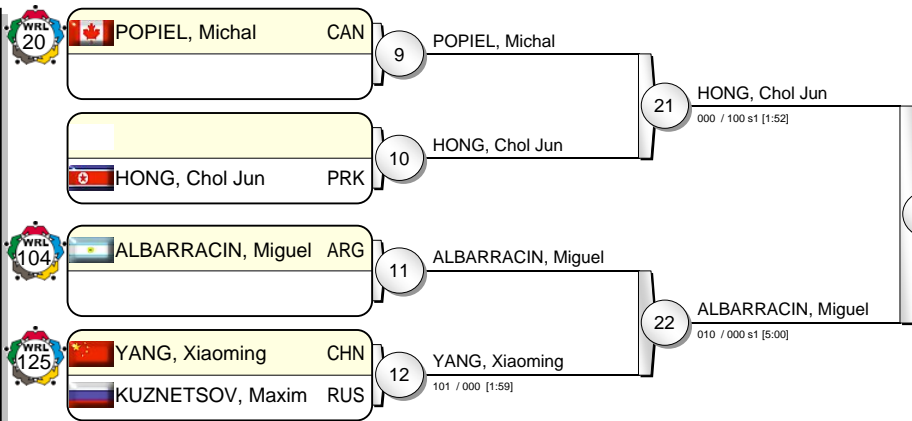 WRL
20
POPIEL, Michal CAN
9
POPIEL, Michal
10
HONG, Chol Jun
HONG, Chol Jun PRK
21
HONG, Chol Jun
000 / 100 s1 [1:52]
WRL
104
ALBARRACIN, Miguel ARG
11
ALBARRACIN, Miguel
WRL
125
YANG, Xiaoming CHN
KUZNETSOV, Maxim RUS
12
YANG, Xiaoming
101 / 000 [1:59]
22
ALBARRACIN, Miguel
010 / 000 s1 [5:00]